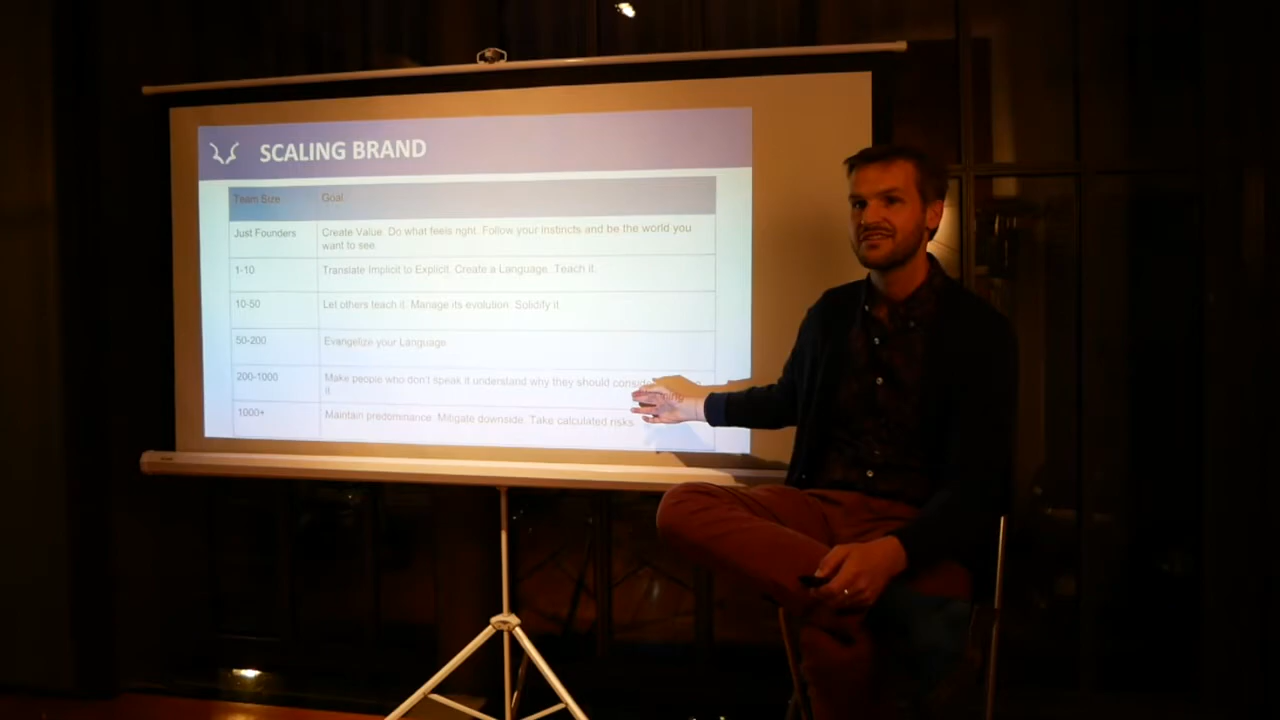 SCALING BRAND
Team Size Goal
Just Founders Create Value. Do what feels right. Follow your instincts and be the world you
want to see.
1-10 Translate Implicit to Explicit. Create a Language. Teach it.
10-50 Let others teach it. Manage its evolution. Solidify it.
50-200 Evangelize your Language
200-1000 Make people who don't speak it understand why they should
it.
1000+ Maintain predominance. Mitigate downside. Take calculated risks.